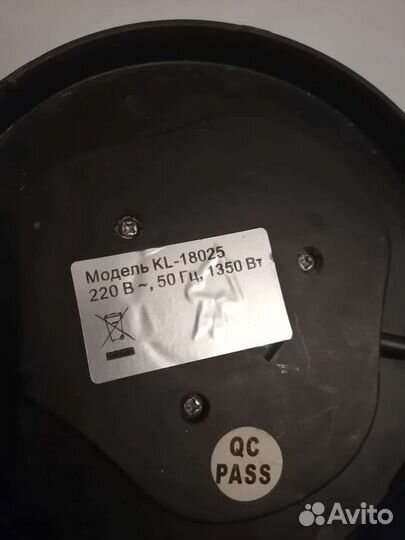 Модель KL-18025
220 В ~, 50 Гц, 1350 Вт
QC
PASS
Avito